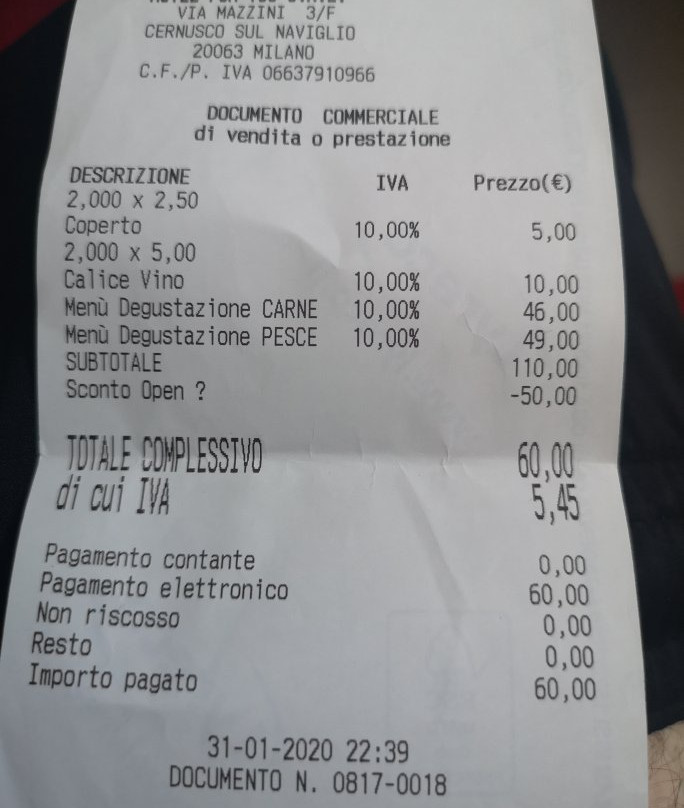 VIA MAZZINI 3/F
CERNUSCO SUL NAVIGLIO
20063 MILANO
C.F./P. IVA 06637910966
DOCUMENTO COMMERCIALE
di vendita o prestazione
DESCRIZIONE IVA Prezzo(€)
2,000 x 2,50
Coperto 10,00% 5,00
2,000 x 5,00
Calice Vino 10,00% 10,00
Menù Degustazione CARNE 10,00% 46,00
Menù Degustazione PESCE 10,00% 49,00
SUBTOTALE 110,00
Sconto Open ? -50,00
TOTALE COMPLESSIVO 60,00
di cui IVA 5,45
Pagamento contante 0,00
Pagamento elettronico 60,00
Non riscosso 0,00
Resto 0,00
Importo pagato 60,00
31-01-2020 22:39
DOCUMENTO N. 0817-0018